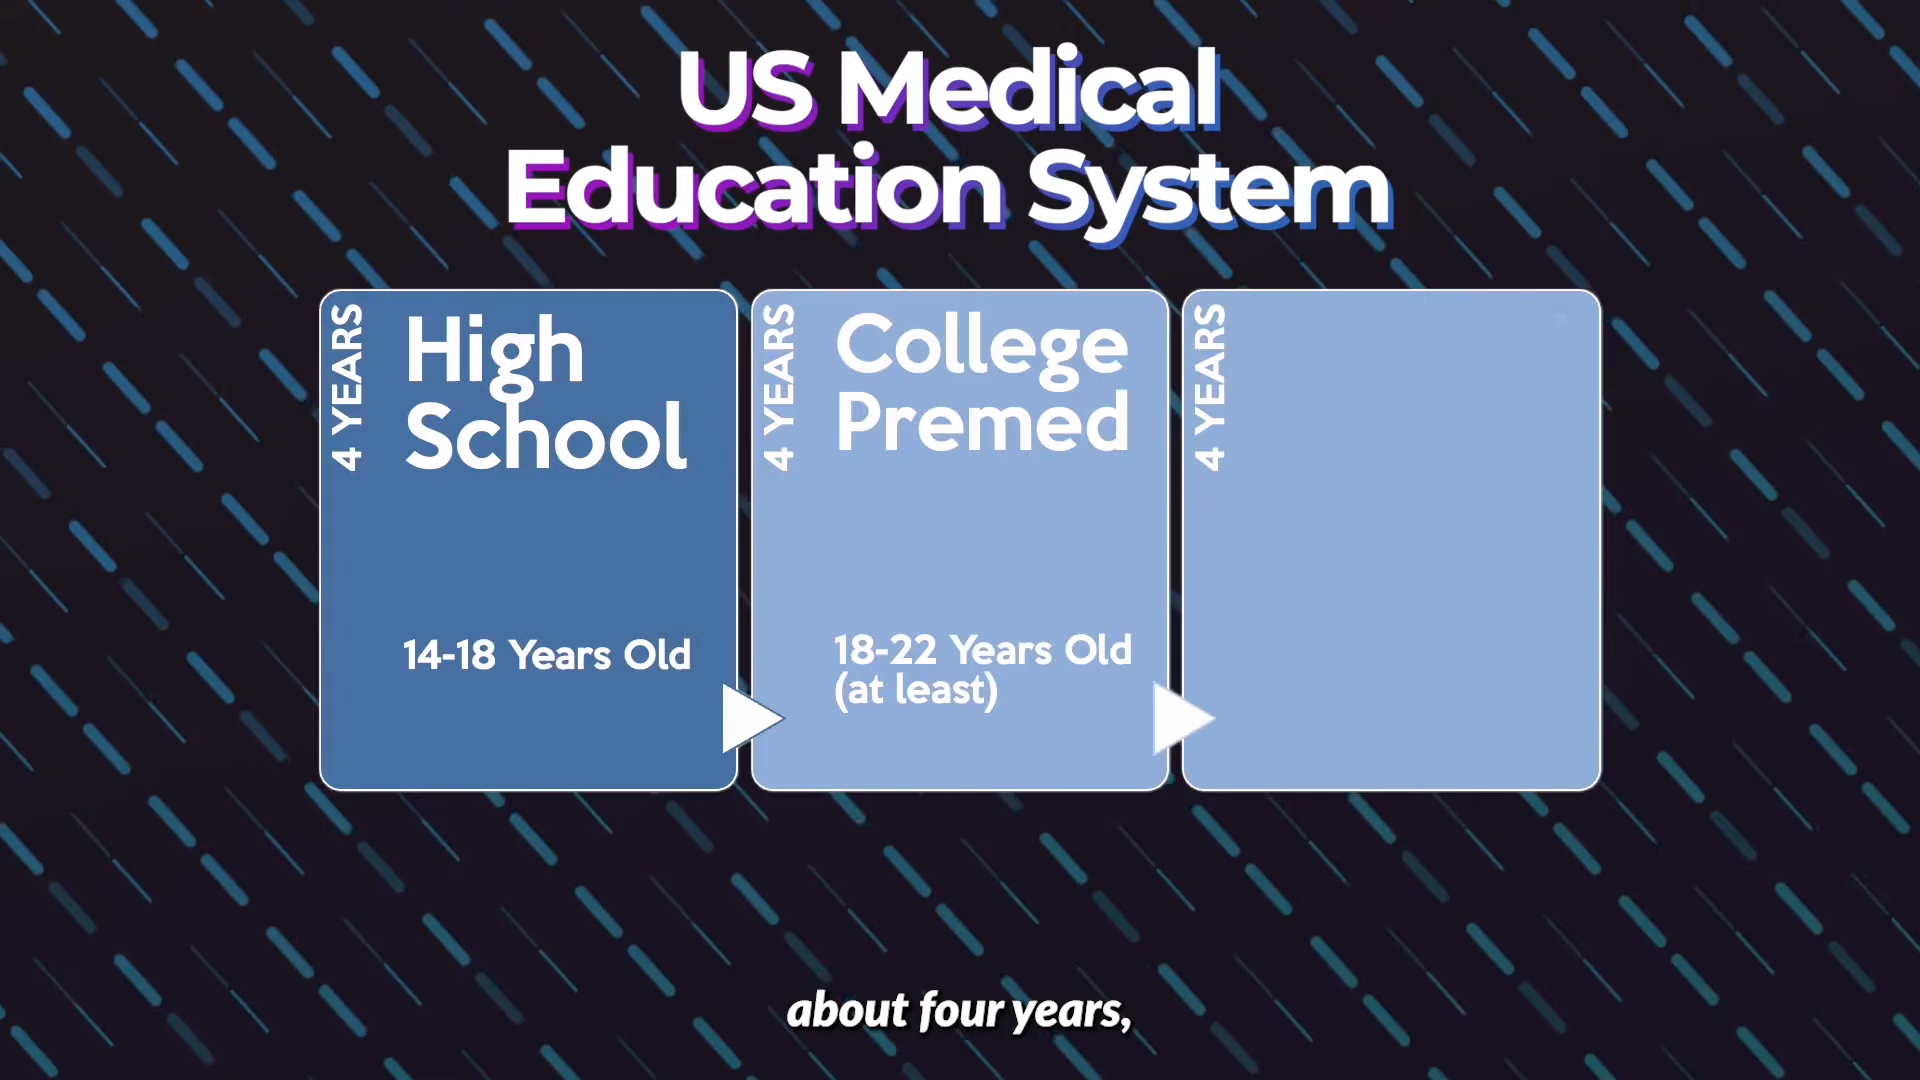 US Medical
Education System
4 YEARS
High
School
14-18 Years Old
4 YEARS
College
Premed
18-22 Years Old
(at least)
4 YEARS
about four years,